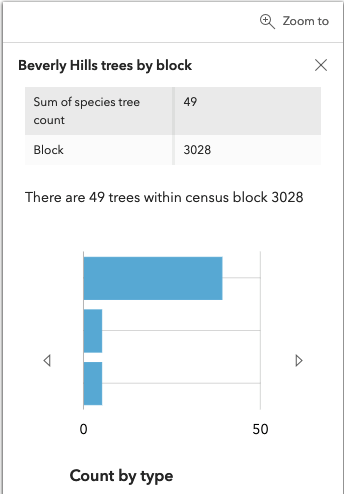 Zoom to
Beverly Hills trees by block
Sum of species tree
count
49
Block
3028
There are 49 trees within census block 3028
0
50
Count by type